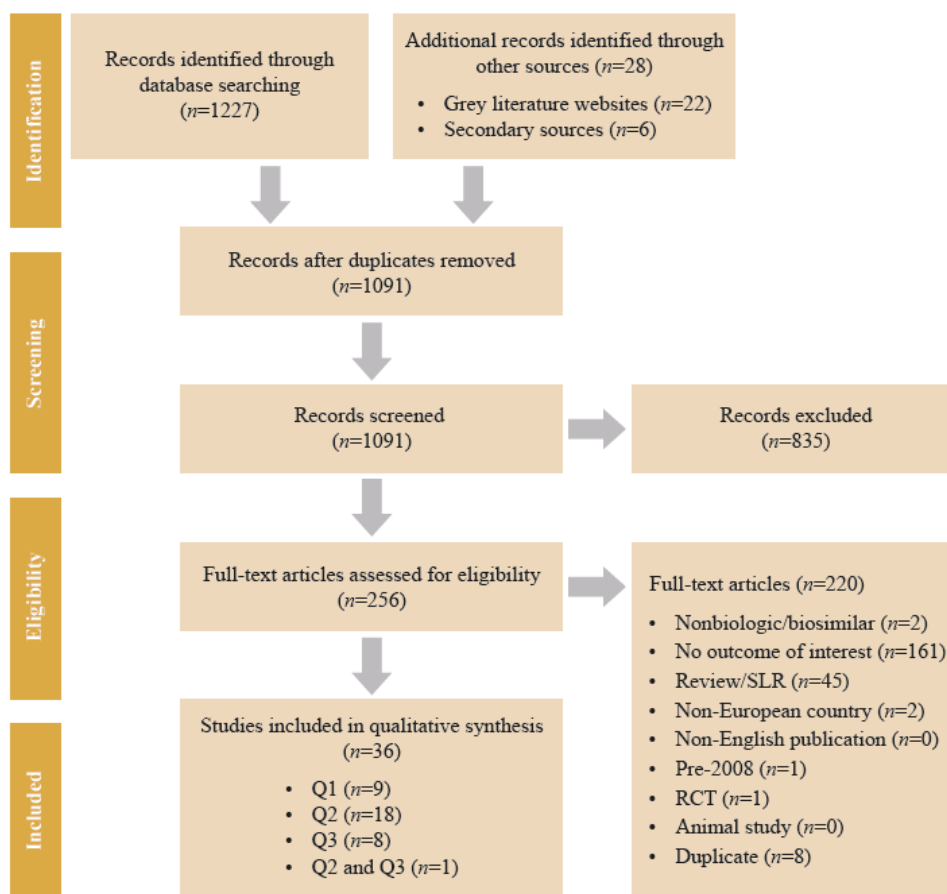 Identification
Records identified through
database searching
(n=1227)
Additional records identified through
other sources (n=28)
• Grey literature websites (n=22)
• Secondary sources (n=6)
Screening
Records after duplicates removed
(n=1091)
Records screened
(n=1091)
Records excluded
(n=835)
Eligibility
Full-text articles assessed for eligibility
(n=256)
Full-text articles (n=220)
• Nonbiologic/biosimilar (n=2)
• No outcome of interest (n=161)
• Review/SLR (n=45)
• Non-European country (n=2)
• Non-English publication (n=0)
• Pre-2008 (n=1)
• RCT (n=1)
• Animal study (n=0)
• Duplicate (n=8)
Included
Studies included in qualitative synthesis
(n=36)
• Q1 (n=9)
• Q2 (n=18)
• Q3 (n=8)
• Q2 and Q3 (n=1)